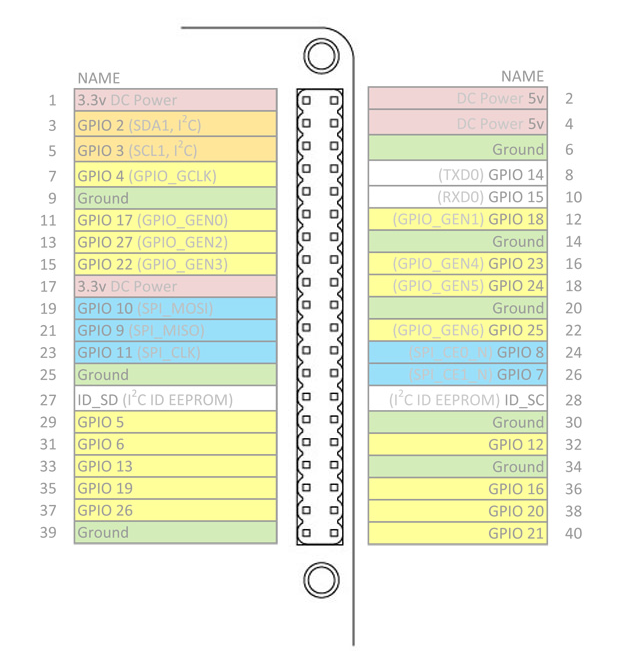 NAME NAME
1 3.3v DC Power DC Power 5v 2
3 GPIO 2 (SDA1, I²C) DC Power 5v 4
5 GPIO 3 (SCL1, I²C) Ground 6
7 GPIO 4 (GPIO_GCLK) (TXD0) GPIO 14 8
9 Ground (RXD0) GPIO 15 10
11 GPIO 17 (GPIO_GEN0) (GPIO_GEN1) GPIO 18 12
13 GPIO 27 (GPIO_GEN2) Ground 14
15 GPIO 22 (GPIO_GEN3) (GPIO_GEN4) GPIO 23 16
17 3.3v DC Power (GPIO_GEN5) GPIO 24 18
19 GPIO 10 (SPI_MOSI) Ground 20
21 GPIO 9 (SPI_MISO) (GPIO_GEN6) GPIO 25 22
23 GPIO 11 (SPI_CLK) (SPI_CE0_N) GPIO 8 24
25 Ground (SPI_CE1_N) GPIO 7 26
27 ID_SD (I²C ID EEPROM) (I²C ID EEPROM) ID_SC 28
29 GPIO 5 Ground 30
31 GPIO 6 GPIO 12 32
33 GPIO 13 Ground 34
35 GPIO 19 GPIO 16 36
37 GPIO 26 GPIO 20 38
39 Ground GPIO 21 40